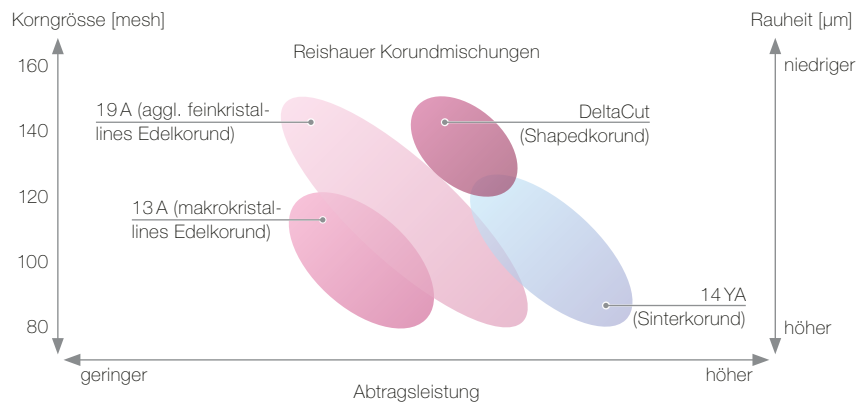 Korngrösse [mesh]
Rauheit [µm]
Reishauer Korundmischungen
160
niedriger
19 A (aggl. feinkristal-
lines Edelkorund)
DeltaCut
(Shapedkorund)
140
120
13 A (makrokristal-
lines Edelkorund)
100
14 YA
(Sinterkorund)
80
höher
geringer
höher
Abtragsleistung